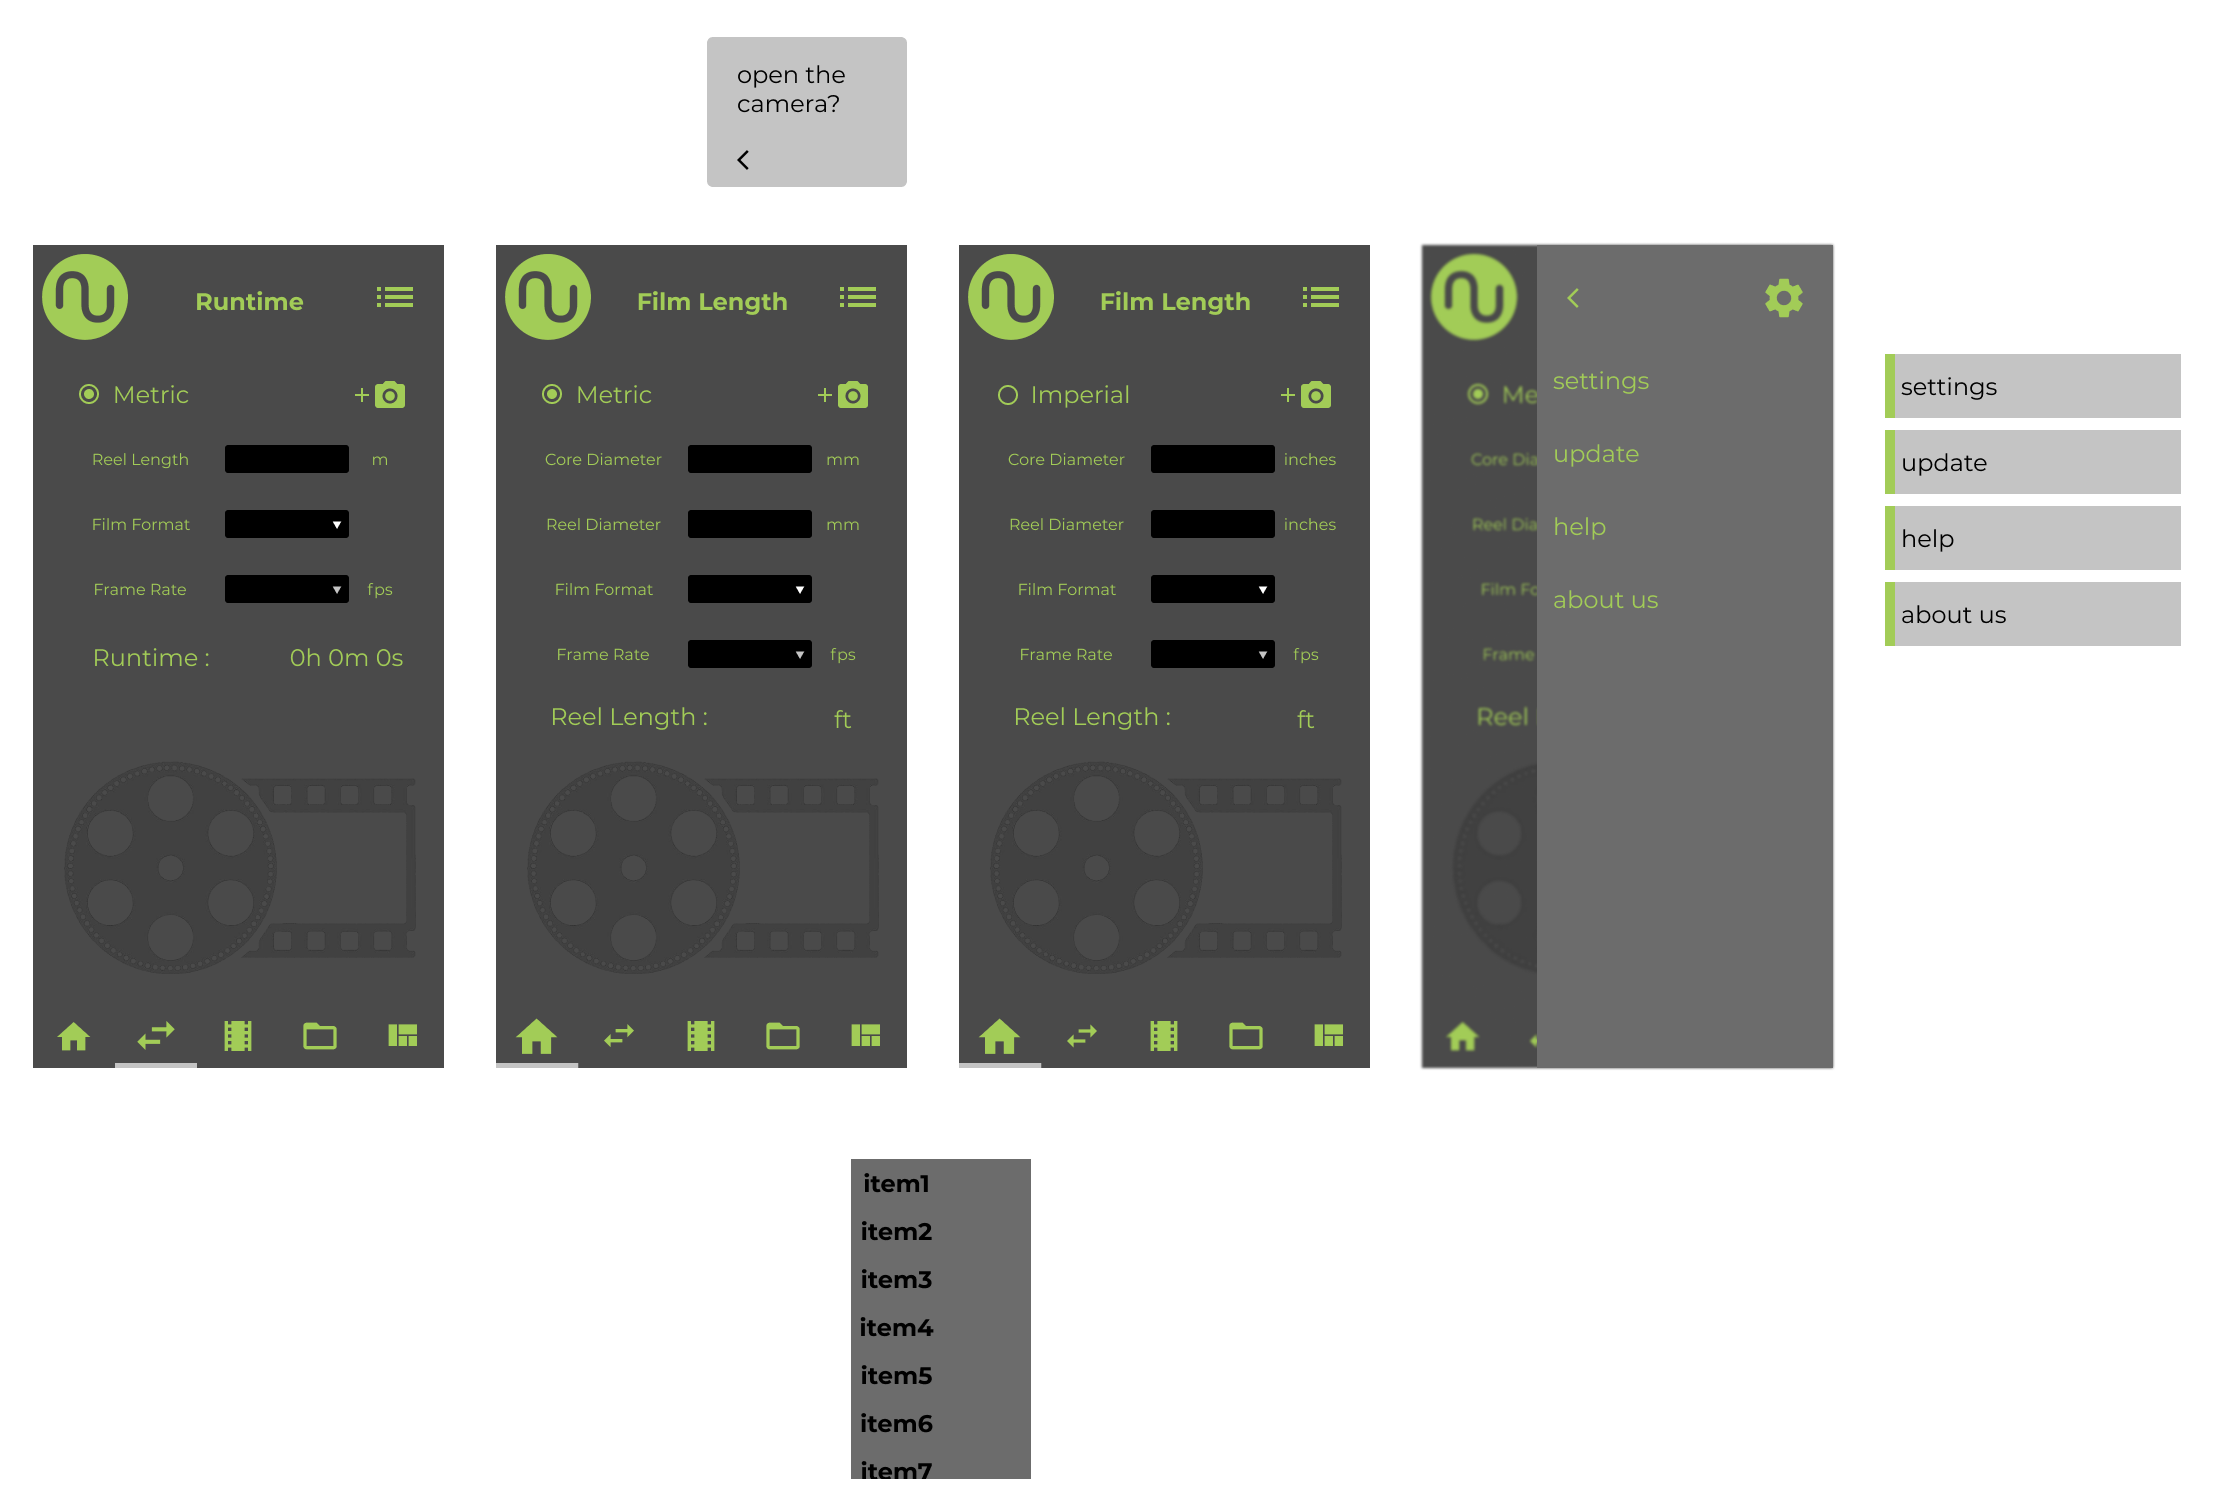 open the
camera?
Runtime
Metric
Reel Length m
Film Format
Frame Rate fps
Runtime : 0h 0m 0s
Film Length
Metric
Core Diameter mm
Reel Diameter mm
Film Format
Frame Rate fps
Reel Length : ft
Film Length
Imperial
Core Diameter inches
Reel Diameter inches
Film Format
Frame Rate fps
Reel Length : ft
Me
Core Dia
Reel Dia
Film Fo
Frame
Reel
settings
update
help
about us
settings
update
help
about us
item1
item2
item3
item4
item5
item6
item7